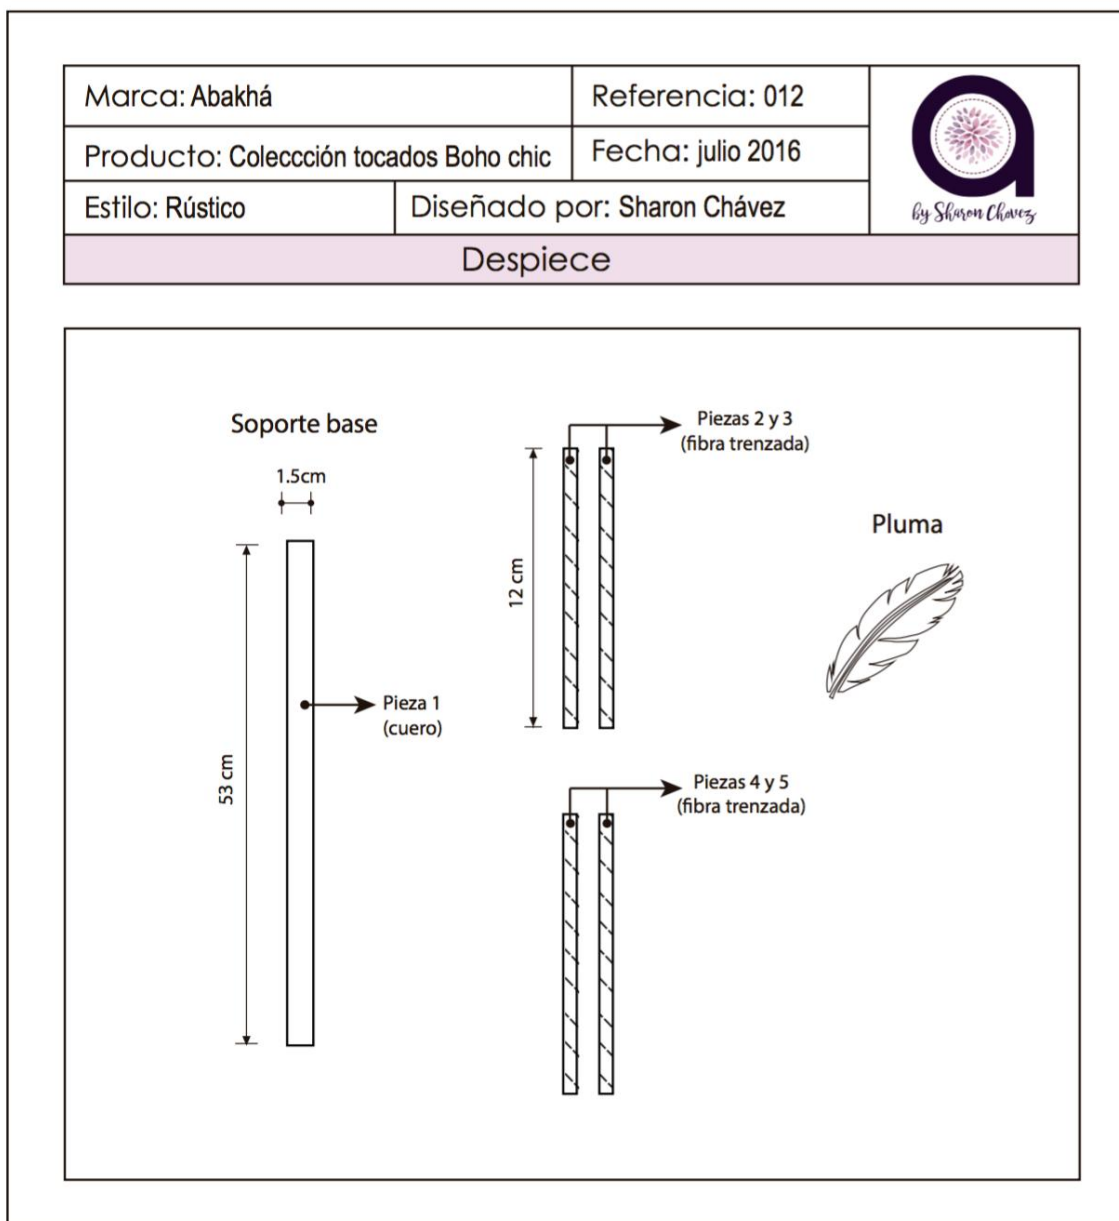 Marca: Abakhá
Referencia: 012
Producto: Coleccción tocados Boho chic
Fecha: julio 2016
Estilo: Rústico
Diseñado por: Sharon Chávez
a
by Sharon Chavez
Despiece
Soporte base
1.5cm
53 cm
Pieza 1
(cuero)
Piezas 2 y 3
(fibra trenzada)
12 cm
Piezas 4 y 5
(fibra trenzada)
Pluma